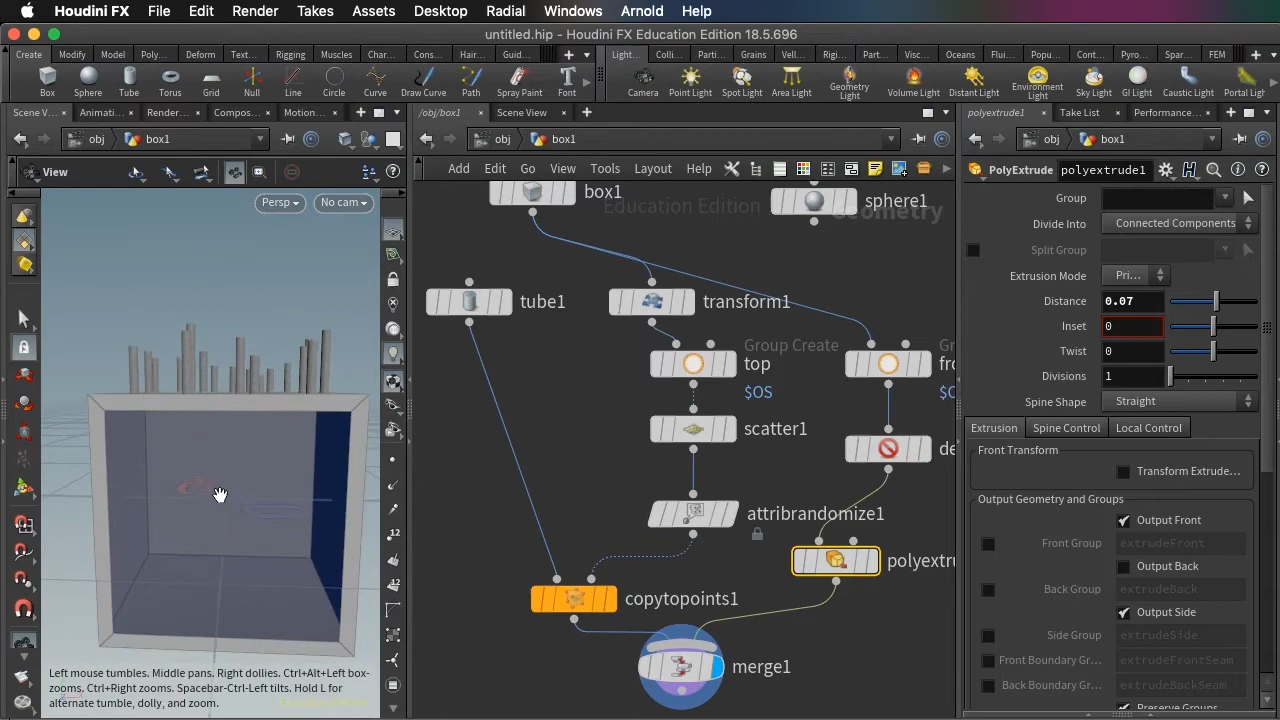 Houdini FX File Edit Render Takes Assets Desktop Radial Windows Arnold Help
untitled.hip - Houdini FX Education Edition 18.5.696
Create Modify Model Poly... Deform Text... Rigging Musc... Char... Cons... Hair... Guid... Light... Colli... Parti... Grains Vell... Rigi... Part... Visc... Oceans Flui... Popu... Cont... Pyro... Spar... FEM
Box Sphere Tube Torus Grid Null Line Circle Curve Draw Curve Path Spray Paint Font Camera Point Light Spot Light Area Light Geometry Light Volume Light Distant Light Environment Light Sky Light GI Light Caustic Light Portal Light
Scene V... Animati... Render... Compos... Motion... /obj/box1 Scene View polyextrude1 Take List Performance...
obj box1 obj box1 obj box1
View Add Edit Go View Tools Layout Help PolyExtrude polyextrude1
Persp No cam
Education Edition
Geometry
box1
sphere1
tube1
transform1
Group Create
top
$OS
scatter1
attribrandomize1
copytopoints1
merge1
Group
Divide Into Connected Components
Split Group
Extrusion Mode Pri...
Distance 0.07
Inset 0
Twist 0
Divisions 1
Spine Shape Straight
Extrusion Spine Control Local Control
Front Transform
Transform Extrude...
Output Geometry and Groups
Output Front
Front Group extrudeFront
Output Back
Back Group extrudeBack
Output Side
Side Group extrudeSide
Front Boundary Gr... extrudeFrontSeam
Back Boundary Gr... extrudeBackSeam
Preserve Groups
Left mouse tumbles. Middle pans. Right dollies. Ctrl+Alt+Left box-
zooms. Ctrl+Right zooms. Spacebar-Ctrl-Left tilts. Hold L for
alternate tumble, dolly, and zoom.